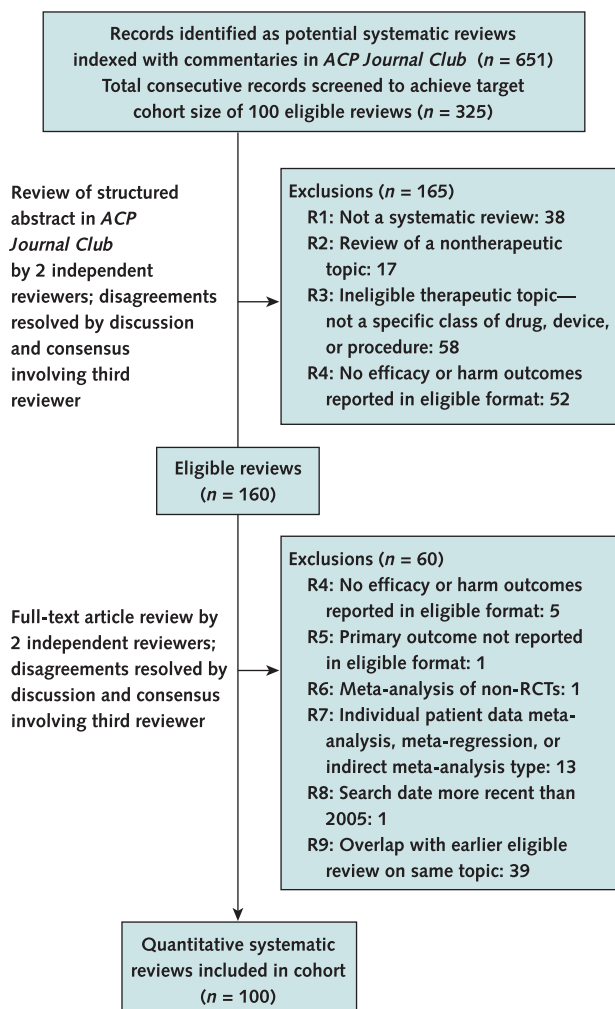 Records identified as potential systematic reviews
indexed with commentaries in ACP Journal Club (n = 651)
Total consecutive records screened to achieve target
cohort size of 100 eligible reviews (n = 325)
Review of structured
abstract in ACP
Journal Club
by 2 independent
reviewers; disagreements
resolved by discussion
and consensus
involving third
reviewer
Exclusions (n = 165)
R1: Not a systematic review: 38
R2: Review of a nontherapeutic
topic: 17
R3: Ineligible therapeutic topic—
not a specific class of drug, device,
or procedure: 58
R4: No efficacy or harm outcomes
reported in eligible format: 52
Eligible reviews
(n = 160)
Full-text article review by
2 independent reviewers;
disagreements resolved by
discussion and consensus
involving third reviewer
Exclusions (n = 60)
R4: No efficacy or harm outcomes
reported in eligible format: 5
R5: Primary outcome not reported
in eligible format: 1
R6: Meta-analysis of non-RCTs: 1
R7: Individual patient data meta-
analysis, meta-regression, or
indirect meta-analysis type: 13
R8: Search date more recent than
2005: 1
R9: Overlap with earlier eligible
review on same topic: 39
Quantitative systematic
reviews included in cohort
(n = 100)